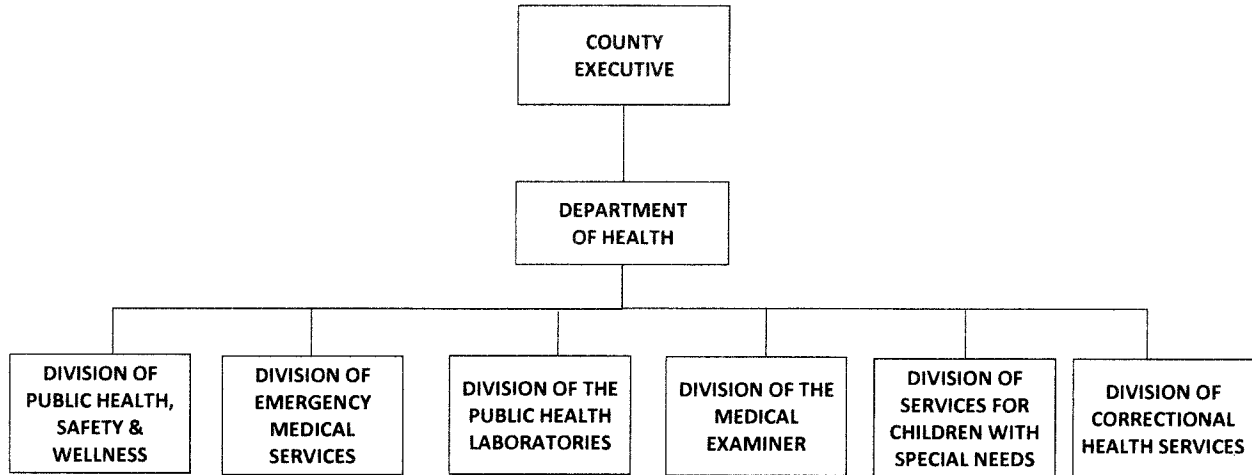 COUNTY
EXECUTIVE
DEPARTMENT
OF HEALTH
DIVISION OF
PUBLIC HEALTH,
SAFETY &
WELLNESS
DIVISION OF
EMERGENCY
MEDICAL
SERVICES
DIVISION OF THE
PUBLIC HEALTH
LABORATORIES
DIVISION OF THE
MEDICAL
EXAMINER
DIVISION OF
SERVICES FOR
CHILDREN WITH
SPECIAL NEEDS
DIVISION OF
CORRECTIONAL
HEALTH SERVICES